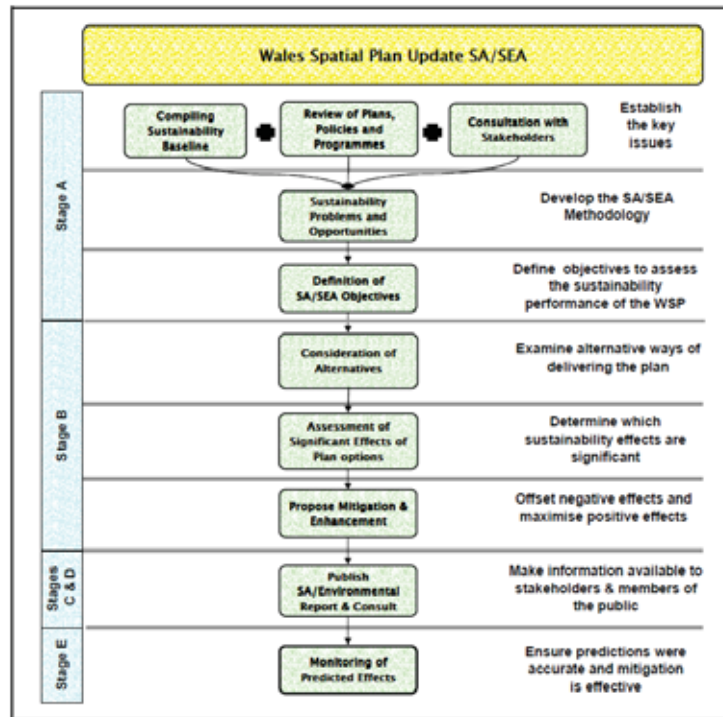 Wales Spatial Plan Update SA/SEA
Stage A
Compiling
Sustainability
Baseline
Review of Plans,
Policies and
Programmes
Consultation with
Stakeholders
Establish
the key
issues
Sustainability
Problems and
Opportunities
Develop the SA/SEA
Methodology
Definition of
SA/SEA Objectives
Define objectives to assess
the sustainability
performance of the WSP
Stage B
Consideration of
Alternatives
Examine alternative ways of
delivering the plan
Assessment of
Significant Effects of
Plan options
Determine which
sustainability effects are
significant
Propose Mitigation &
Enhancement
Offset negative effects and
maximise positive effects
Stages
C & D
Publish
SA/Environmental
Report & Consult
Make information available to
stakeholders & members of
the public
Stage E
Monitoring of
Predicted Effects
Ensure predictions were
accurate and mitigation
is effective